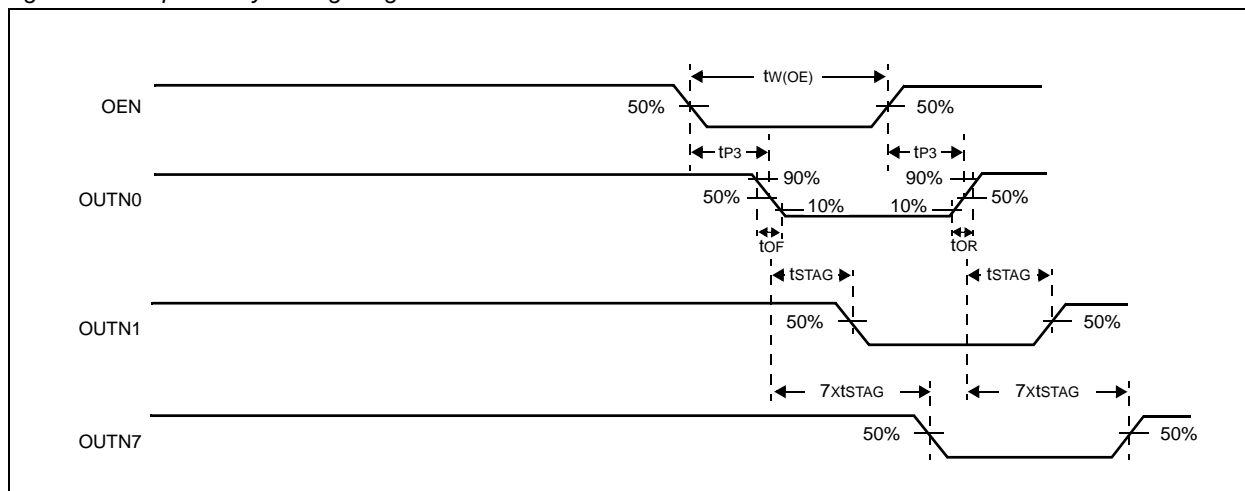 tW(OE)
OEN
50%
50%
tP3
tP3
90%
90%
OUTN0
50%
10%
10%
50%
tOF
tOR
tSTAG
tSTAG
OUTN1
50%
50%
7XtSTAG
7XtSTAG
OUTN7
50%
50%